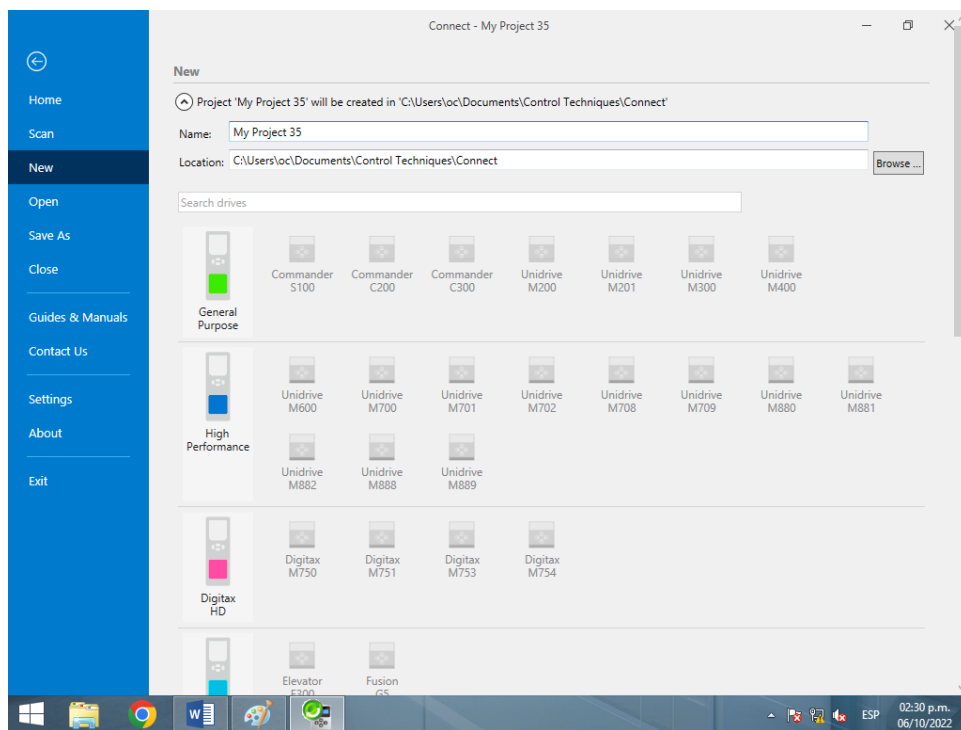 Connect - My Project 35
New
Home
Scan
New
Open
Save As
Close
Guides & Manuals
Contact Us
Settings
About
Exit
Project 'My Project 35' will be created in 'C:\Users\oc\Documents\Control Techniques\Connect'
Name: My Project 35
Location: C:\Users\oc\Documents\Control Techniques\Connect Browse ...
Search drives
General
Purpose
Commander
S100
Commander
C200
Commander
C300
Unidrive
M200
Unidrive
M201
Unidrive
M300
Unidrive
M400
High
Performance
Unidrive
M600
Unidrive
M700
Unidrive
M701
Unidrive
M702
Unidrive
M708
Unidrive
M709
Unidrive
M880
Unidrive
M881
Unidrive
M882
Unidrive
M888
Unidrive
M889
Digitax
HD
Digitax
M750
Digitax
M751
Digitax
M753
Digitax
M754
Elevator
E300
Fusion
G5
W
ESP
02:30 p.m.
06/10/2022